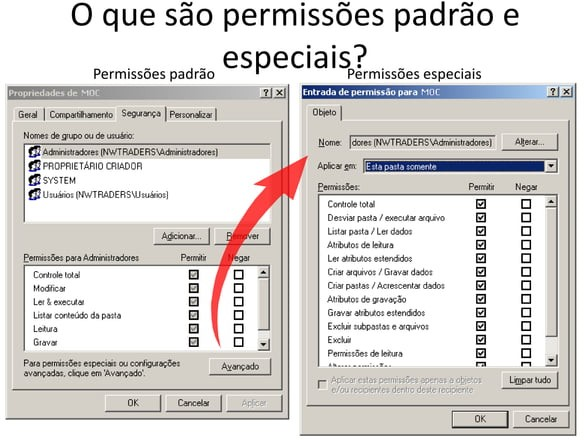 O que são permissões padrão e
especiais?
Permissões padrão
Permissões especiais
Propriedades de MOC
Geral
Compartilhamento
Segurança
Personalizar
Nomes de grupo ou de usuário:
Administradores (NWTRADERS\Administradores)
PROPRIETÁRIO CRIADOR
SYSTEM
Usuários (NWTRADERS\Usuários)
Adicionar...
Remover
Permissões para Administradores
Permitir
Negar
Controle total
Modificar
Ler & executar
Listar conteúdo da pasta
Leitura
Gravar
Para permissões especiais ou configurações
avançadas, clique em 'Avançado'.
Avançado
OK
Cancelar
Aplicar
Entrada de permissão para MOC
Objeto
Nome:
dores (NWTRADERS\Administradores)
Alterar...
Aplicar em:
Esta pasta somente
Permissões:
Permitir
Negar
Controle total
Desviar pasta / executar arquivo
Listar pasta / Ler dados
Atributos de leitura
Ler atributos estendidos
Criar arquivos / Gravar dados
Criar pastas / Acrescentar dados
Atributos de gravação
Gravar atributos estendidos
Excluir subpastas e arquivos
Excluir
Permissões de leitura
Aplicar estas permissões apenas a objetos
e/ou recipientes dentro deste recipiente
Limpar tudo
OK
Cancelar